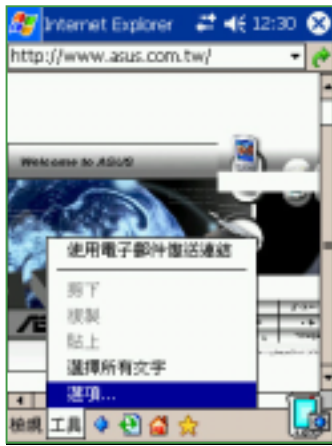 Internet Explorer 12:30
http://www.asus.com.tw/
Welcome to ASUS
使用電子郵件傳送連結
剪下
複製
貼上
選擇所有文字
選項...
檢視 工具